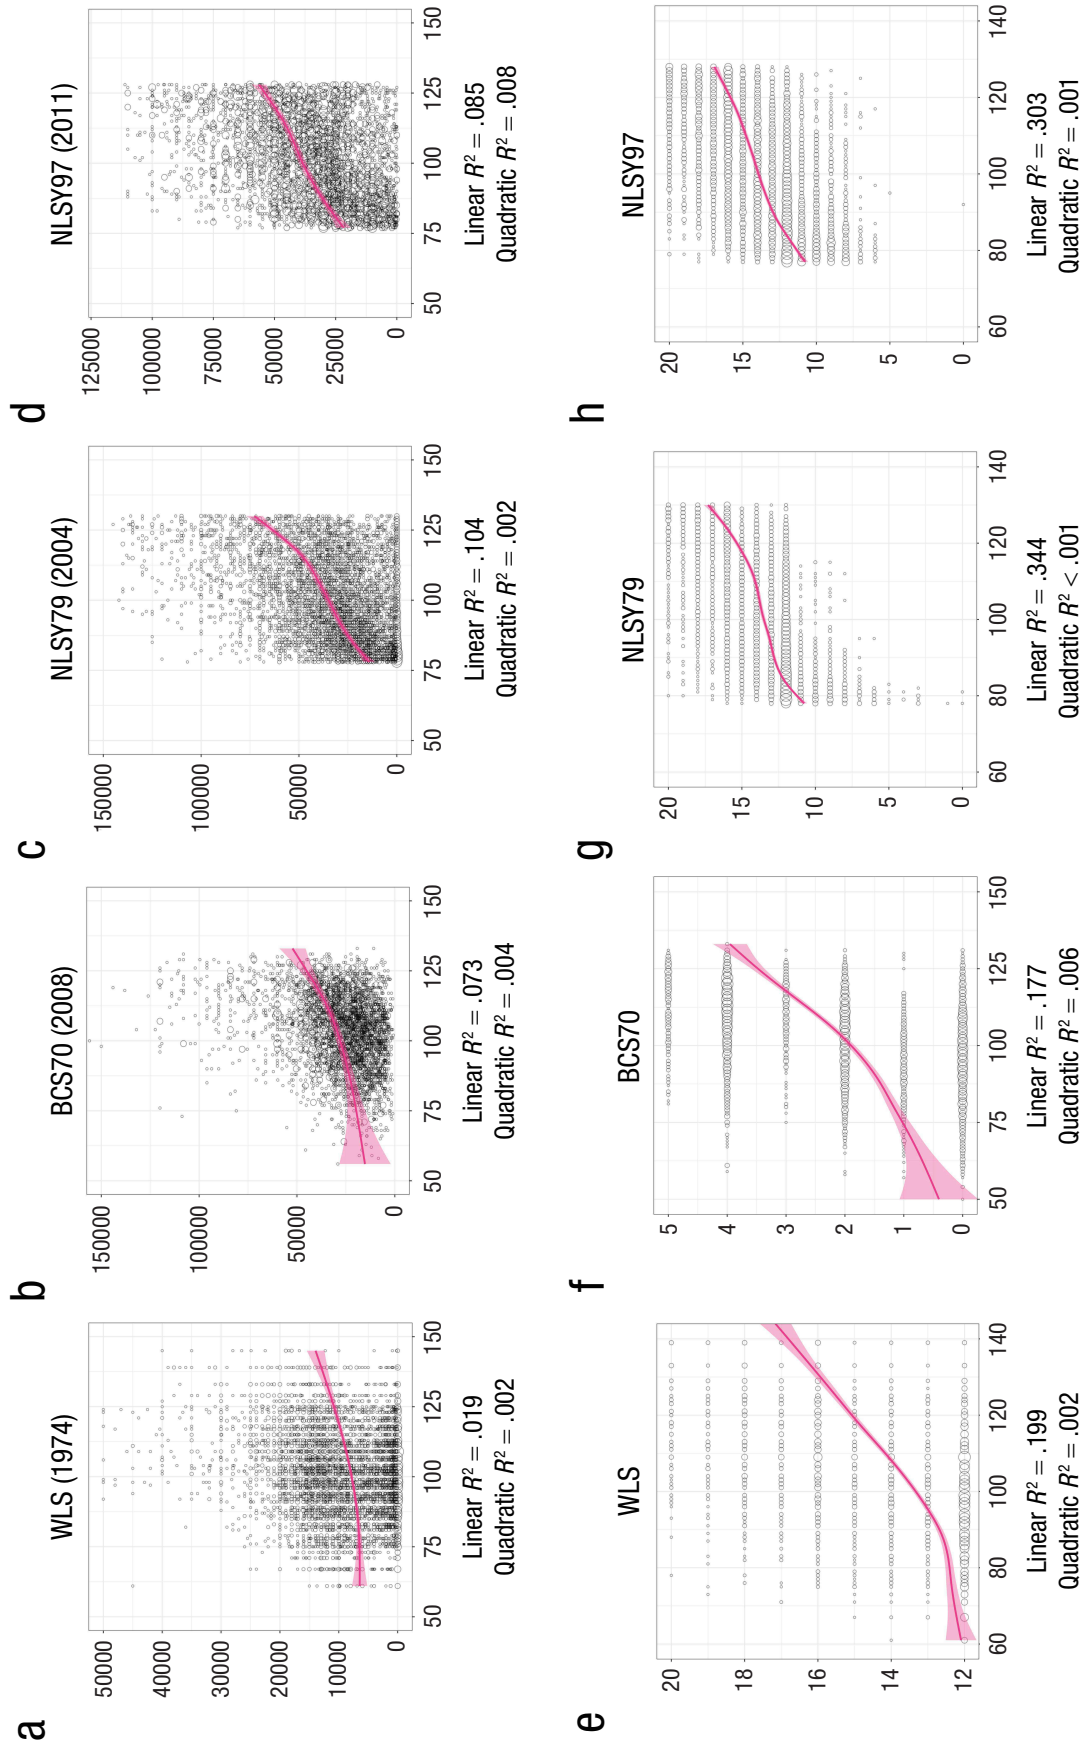 a
WLS (1974)
50000
40000
30000
20000
10000
0
50
75
100
125
150
Linear R² = .019
Quadratic R² = .002
b
BCS70 (2008)
150000
100000
50000
0
50
75
100
125
150
Linear R² = .073
Quadratic R² = .004
c
NLSY79 (2004)
150000
100000
50000
0
50
75
100
125
150
Linear R² = .104
Quadratic R² = .002
d
NLSY97 (2011)
125000
100000
75000
50000
25000
0
50
75
100
125
150
Linear R² = .085
Quadratic R² = .008
e
WLS
20
18
16
14
12
60
80
100
120
140
Linear R² = .199
Quadratic R² = .002
f
BCS70
5
4
3
2
1
0
50
75
100
125
150
Linear R² = .177
Quadratic R² = .006
g
NLSY79
20
15
10
5
0
60
80
100
120
140
Linear R² = .344
Quadratic R² < .001
h
NLSY97
20
15
10
5
0
60
80
100
120
140
Linear R² = .303
Quadratic R² = .001